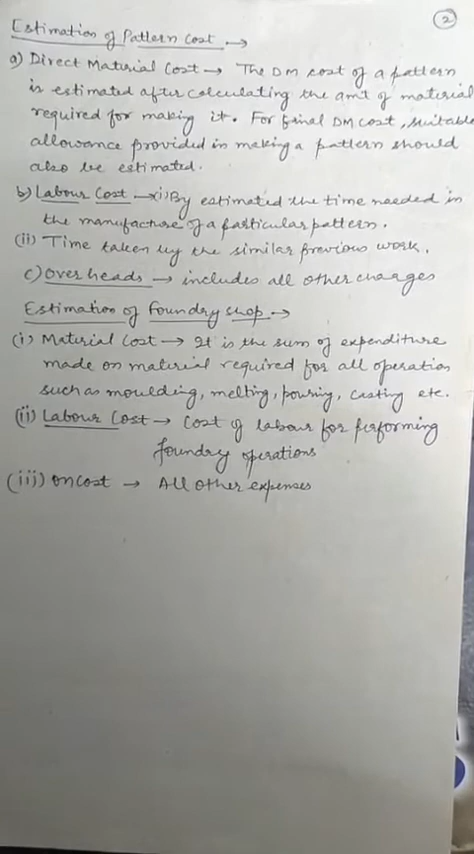 ②
Estimation of Pattern Cost →
a) Direct Material Cost → The DM cost of a pattern
is estimated after calculating the amt of material
required for making it. For final DM cost, suitable
allowance provided in making a pattern should
also be estimated.
b) Labour Cost → (i) By estimated the time needed in
the manufacture of a particular pattern.
(ii) Time taken by the similar previous work.
c) Over heads → includes all other charges
Estimation of Foundry shop →
(i) Material Cost → It is the sum of expenditure
made on material required for all operation
such as moulding, melting, pouring, casting etc.
(ii) Labour Cost → Cost of labour for performing
foundry operations
(iii) on cost → All other expenses